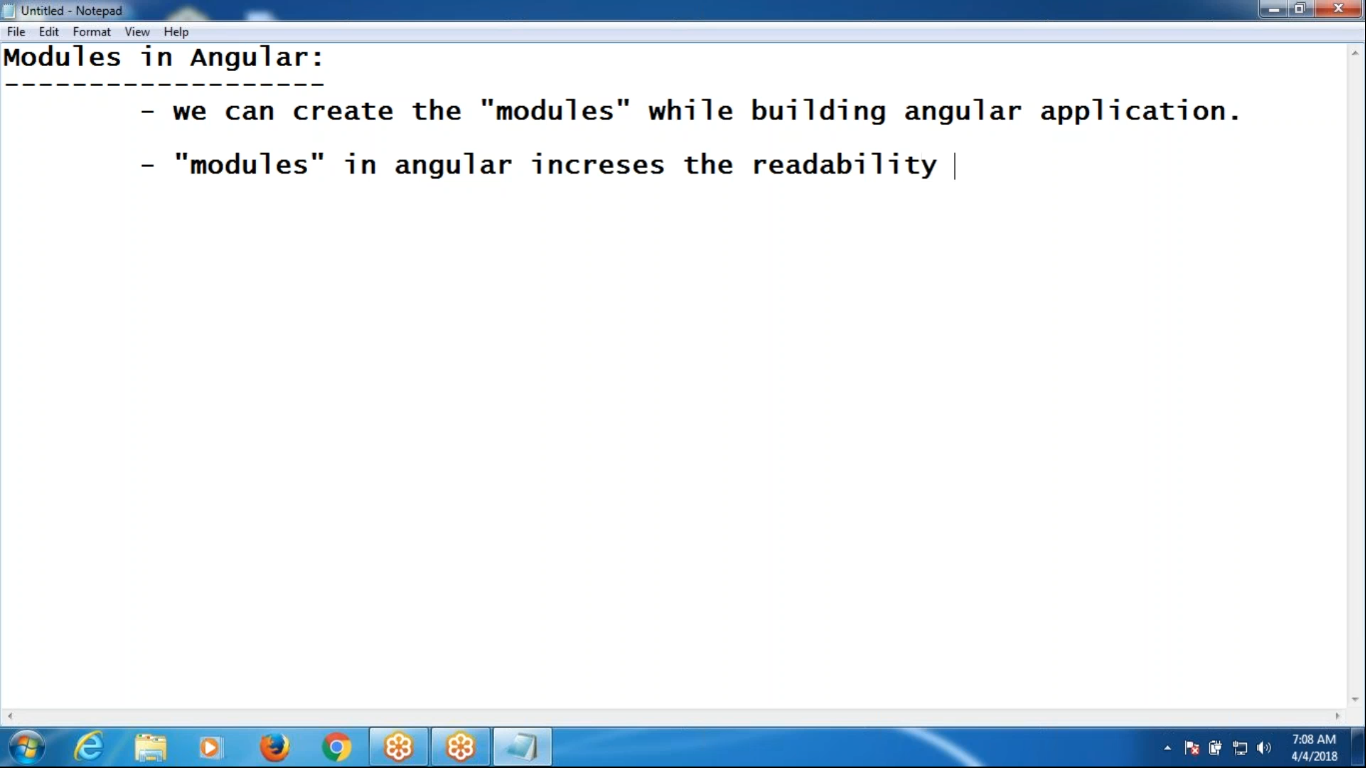 Untitled - Notepad
File Edit Format View Help
Modules in Angular:
-------------------
- we can create the "modules" while building angular application.
- "modules" in angular increses the readability
7:08 AM
4/4/2018